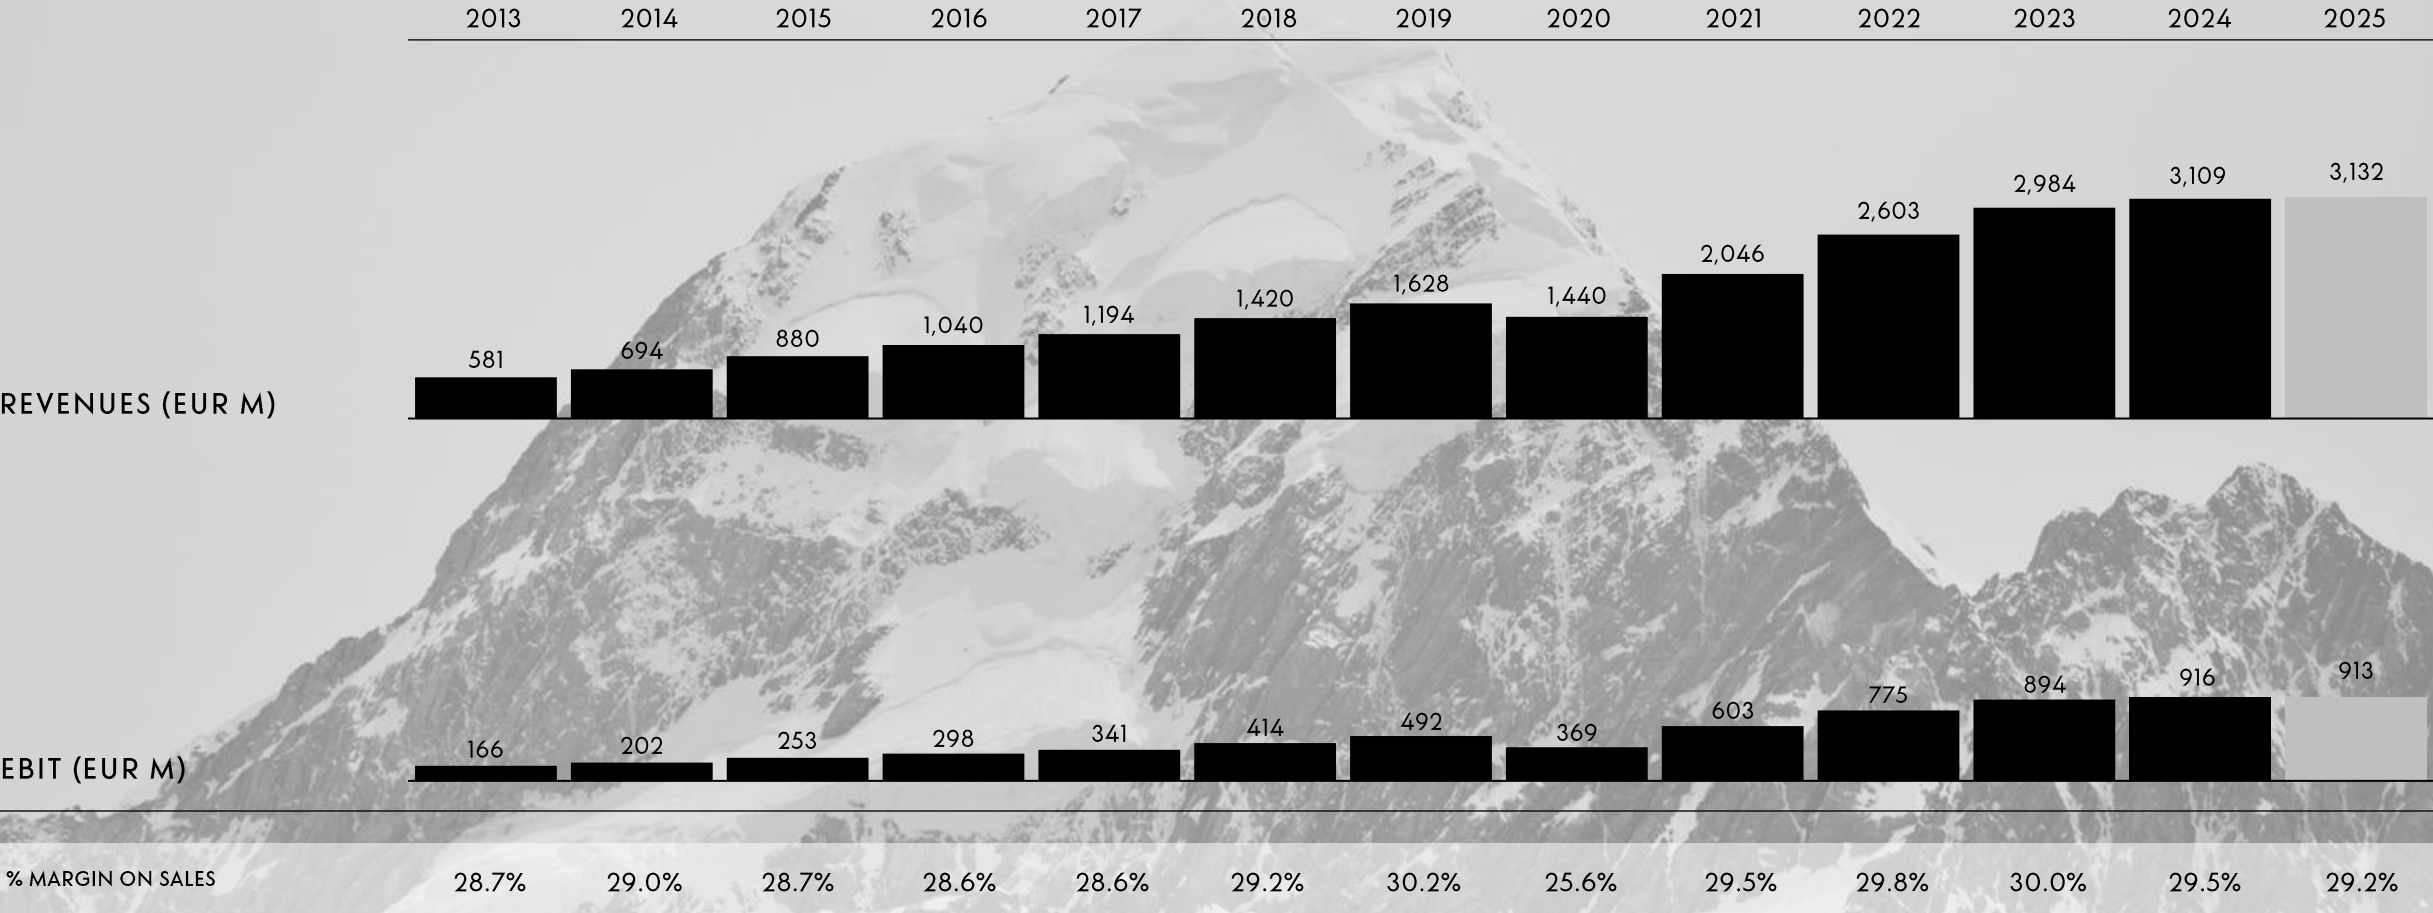 2013 2014 2015 2016 2017 2018 2019 2020 2021 2022 2023 2024 2025
581 694 880 1,040 1,194 1,420 1,628 1,440 2,046 2,603 2,984 3,109 3,132
REVENUES (EUR M)
166 202 253 298 341 414 492 369 603 775 894 916 913
EBIT (EUR M)
% MARGIN ON SALES 28.7% 29.0% 28.7% 28.6% 28.6% 29.2% 30.2% 25.6% 29.5% 29.8% 30.0% 29.5% 29.2%